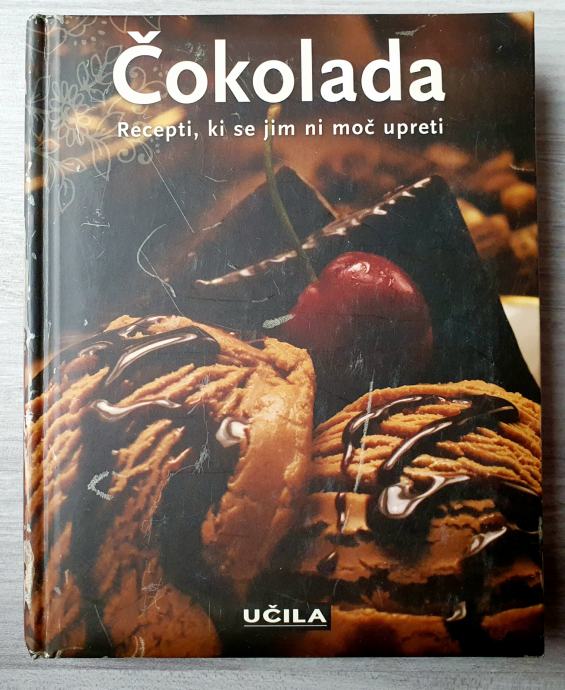 Čokolada
Recepti, ki se jim ni moč upreti
UČILA